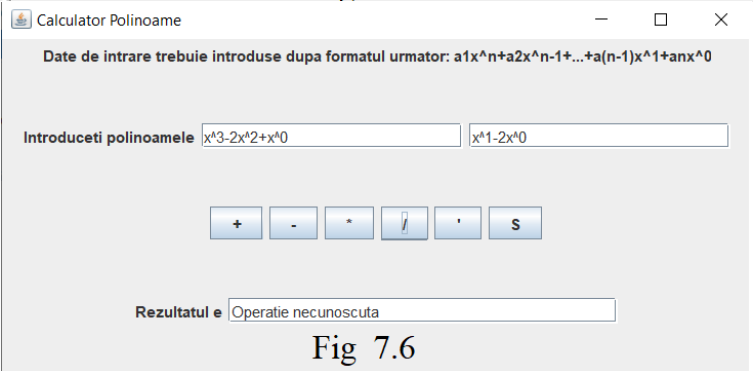 Calculator Polinoame
Date de intrare trebuie introduse dupa formatul urmator: a1x^n+a2x^n-1+...+a(n-1)x^1+anx^0
Introduceti polinoamele x^3-2x^2+x^0 x^1-2x^0
+ - * / ' S
Rezultatul e Operatie necunoscuta
Fig 7.6